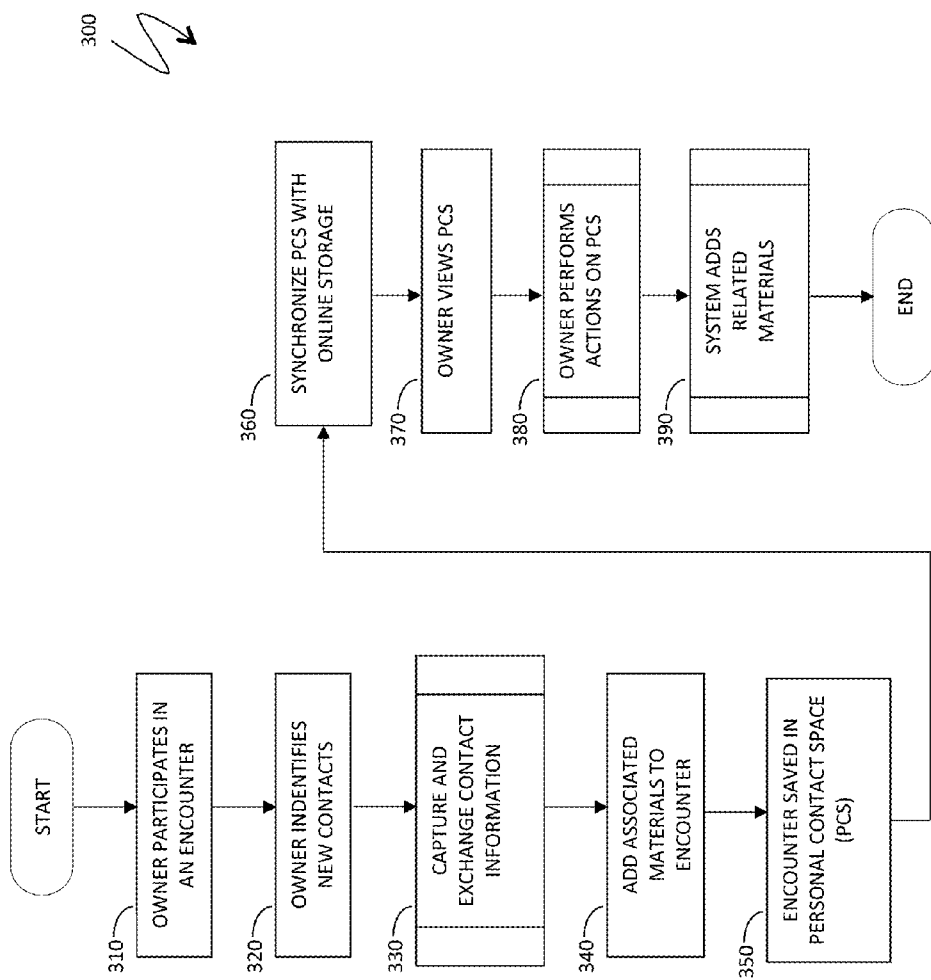 300
START
310
OWNER PARTICIPATES IN
AN ENCOUNTER
320
OWNER INDENTIFIES
NEW CONTACTS
330
CAPTURE AND
EXCHANGE CONTACT
INFORMATION
340
ADD ASSOCIATED
MATERIALS TO
ENCOUNTER
350
ENCOUNTER SAVED IN
PERSONAL CONTACT SPACE
(PCS)
360
SYNCHRONIZE PCS WITH
ONLINE STORAGE
370
OWNER VIEWS PCS
380
OWNER PERFORMS
ACTIONS ON PCS
390
SYSTEM ADDS
RELATED
MATERIALS
END